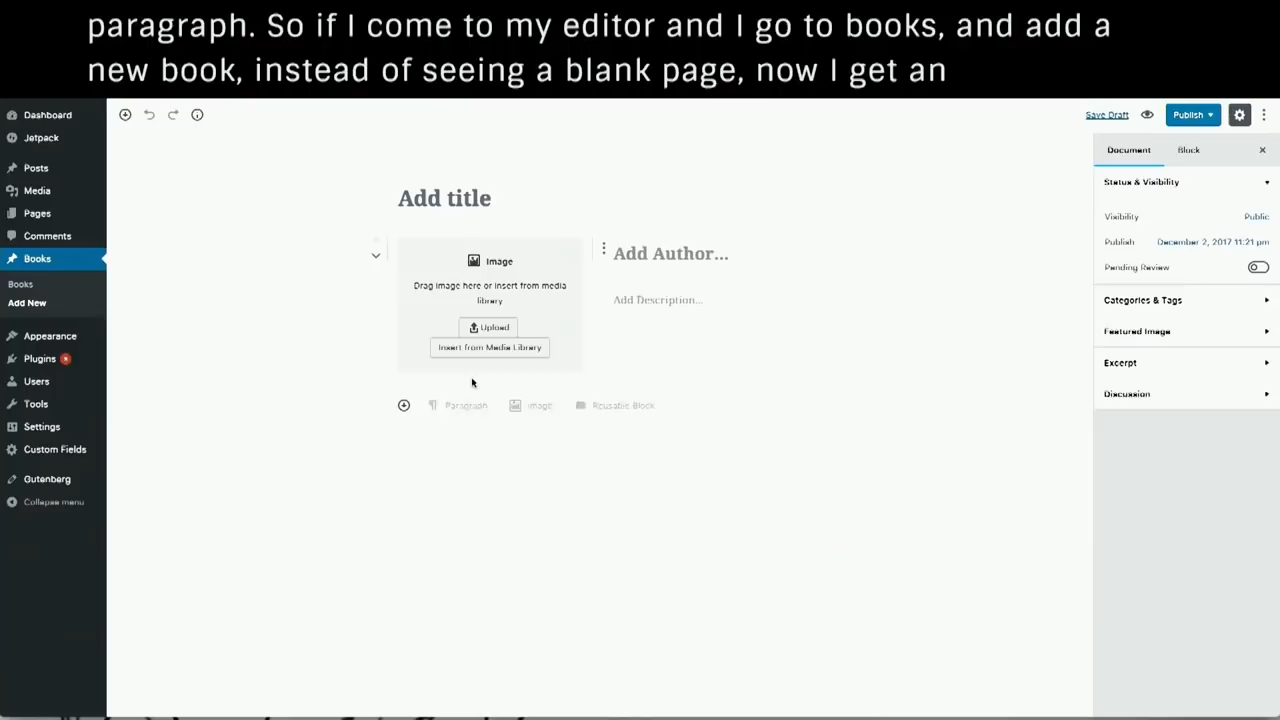 paragraph. So if I come to my editor and I go to books, and add a
new book, instead of seeing a blank page, now I get an
Dashboard
Jetpack
Posts
Media
Pages
Comments
Books
Books
Add New
Appearance
Plugins
Users
Tools
Settings
Custom Fields
Gutenberg
Collapse menu
Save Draft
Publish
Add title
Image
Drag image here or insert from media
library
Upload
Insert from Media Library
Add Author...
Add Description...
Paragraph
Image
Reusable Block
Document
Block
Status & Visibility
Visibility
Public
Publish
December 2, 2017 11:21 pm
Pending Review
Categories & Tags
Featured Image
Excerpt
Discussion